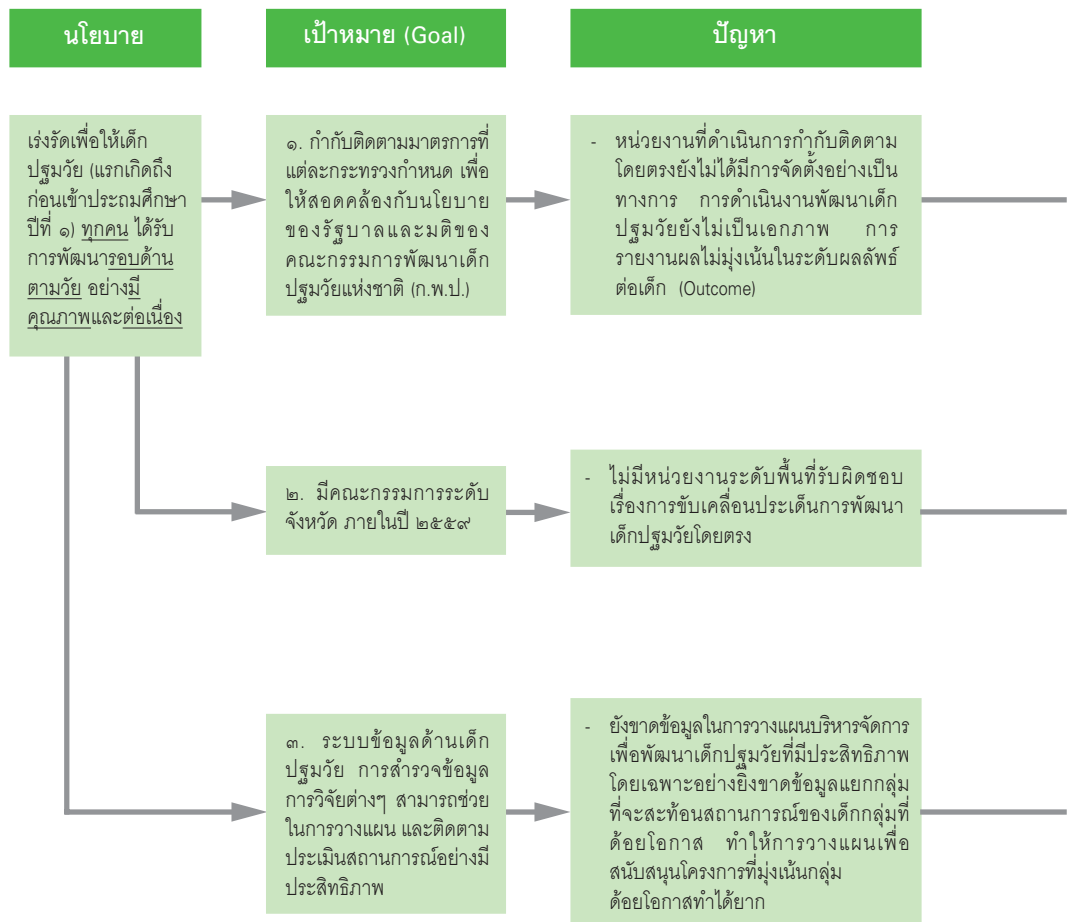 นโยบาย
เป้าหมาย (Goal)
ปัญหา
เร่งรัดเพื่อให้เด็ก
ปฐมวัย (แรกเกิดถึง
ก่อนเข้าประถมศึกษา
ปีที่ ๑) ทุกคน ได้รับ
การพัฒนารอบด้าน
ตามวัย อย่างมี
คุณภาพและต่อเนื่อง
๑. กำกับติดตามมาตรการที่
แต่ละกระทรวงกำหนด เพื่อ
ให้สอดคล้องกับนโยบาย
ของรัฐบาลและมติของ
คณะกรรมการพัฒนาเด็ก
ปฐมวัยแห่งชาติ (ก.พ.ป.)
- หน่วยงานที่ดำเนินการกำกับติดตาม
โดยตรงยังไม่ได้มีการจัดตั้งอย่างเป็น
ทางการ การดำเนินงานพัฒนาเด็ก
ปฐมวัยยังไม่เป็นเอกภาพ การ
รายงานผลไม่มุ่งเน้นในระดับผลลัพธ์
ต่อเด็ก (Outcome)
๒. มีคณะกรรมการระดับ
จังหวัด ภายในปี ๒๕๕๙
- ไม่มีหน่วยงานระดับพื้นที่รับผิดชอบ
เรื่องการขับเคลื่อนประเด็นการพัฒนา
เด็กปฐมวัยโดยตรง
๓. ระบบข้อมูลด้านเด็ก
ปฐมวัย การสำรวจข้อมูล
การวิจัยต่างๆ สามารถช่วย
ในการวางแผน และติดตาม
ประเมินสถานการณ์อย่างมี
ประสิทธิภาพ
- ยังขาดข้อมูลในการวางแผนบริหารจัดการ
เพื่อพัฒนาเด็กปฐมวัยที่มีประสิทธิภาพ
โดยเฉพาะอย่างยิ่งขาดข้อมูลแยกกลุ่ม
ที่จะสะท้อนสถานการณ์ของเด็กกลุ่มที่
ด้อยโอกาส ทำให้การวางแผนเพื่อ
สนับสนุนโครงการที่มุ่งเน้นกลุ่ม
ด้อยโอกาสทำได้ยาก